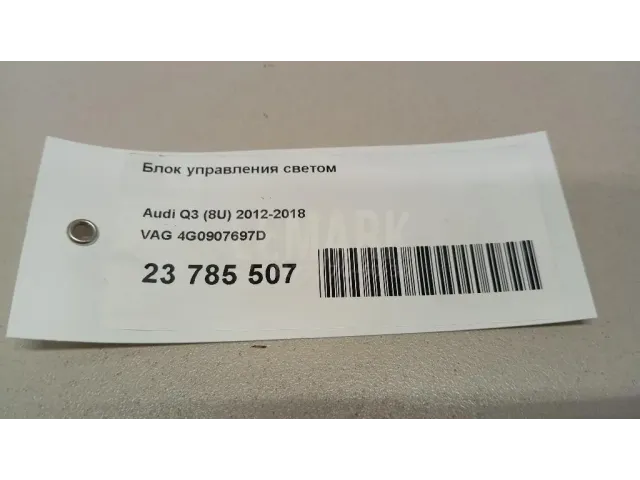 Блок управления светом
Audi Q3 (8U) 2012-2018
VAG 4G0907697D
23 785 507